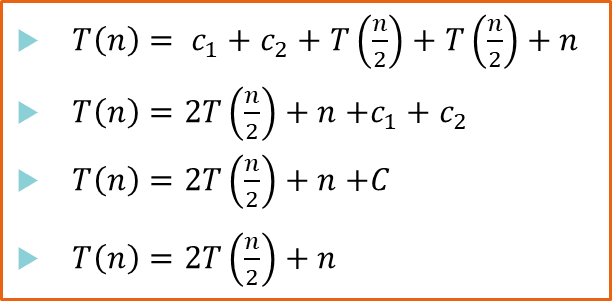 ▶ T(n) = c₁ + c₂ + T(n/2) + T(n/2) + n
▶ T(n) = 2T(n/2) + n +c₁ + c₂
▶ T(n) = 2T(n/2) + n +C
▶ T(n) = 2T(n/2) + n